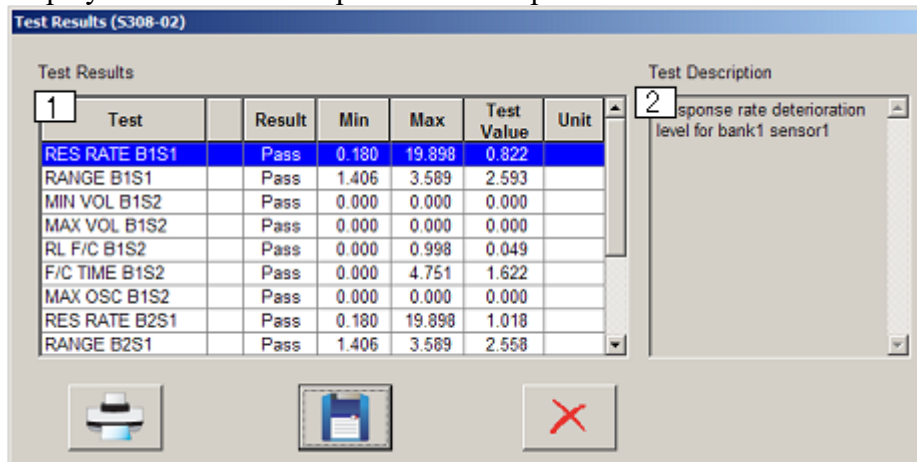 Test Results (S308-02)
Test Results
1
Test Result Min Max Test Value Unit
RES RATE B1S1 Pass 0.180 19.898 0.822
RANGE B1S1 Pass 1.406 3.589 2.593
MIN VOL B1S2 Pass 0.000 0.000 0.000
MAX VOL B1S2 Pass 0.000 0.000 0.000
RL F/C B1S2 Pass 0.000 0.998 0.049
F/C TIME B1S2 Pass 0.000 4.751 1.622
MAX OSC B1S2 Pass 0.000 0.000 0.000
RES RATE B2S1 Pass 0.180 19.898 1.018
RANGE B2S1 Pass 1.406 3.589 2.558
Test Description
2
sponse rate deterioration
level for bank1 sensor1